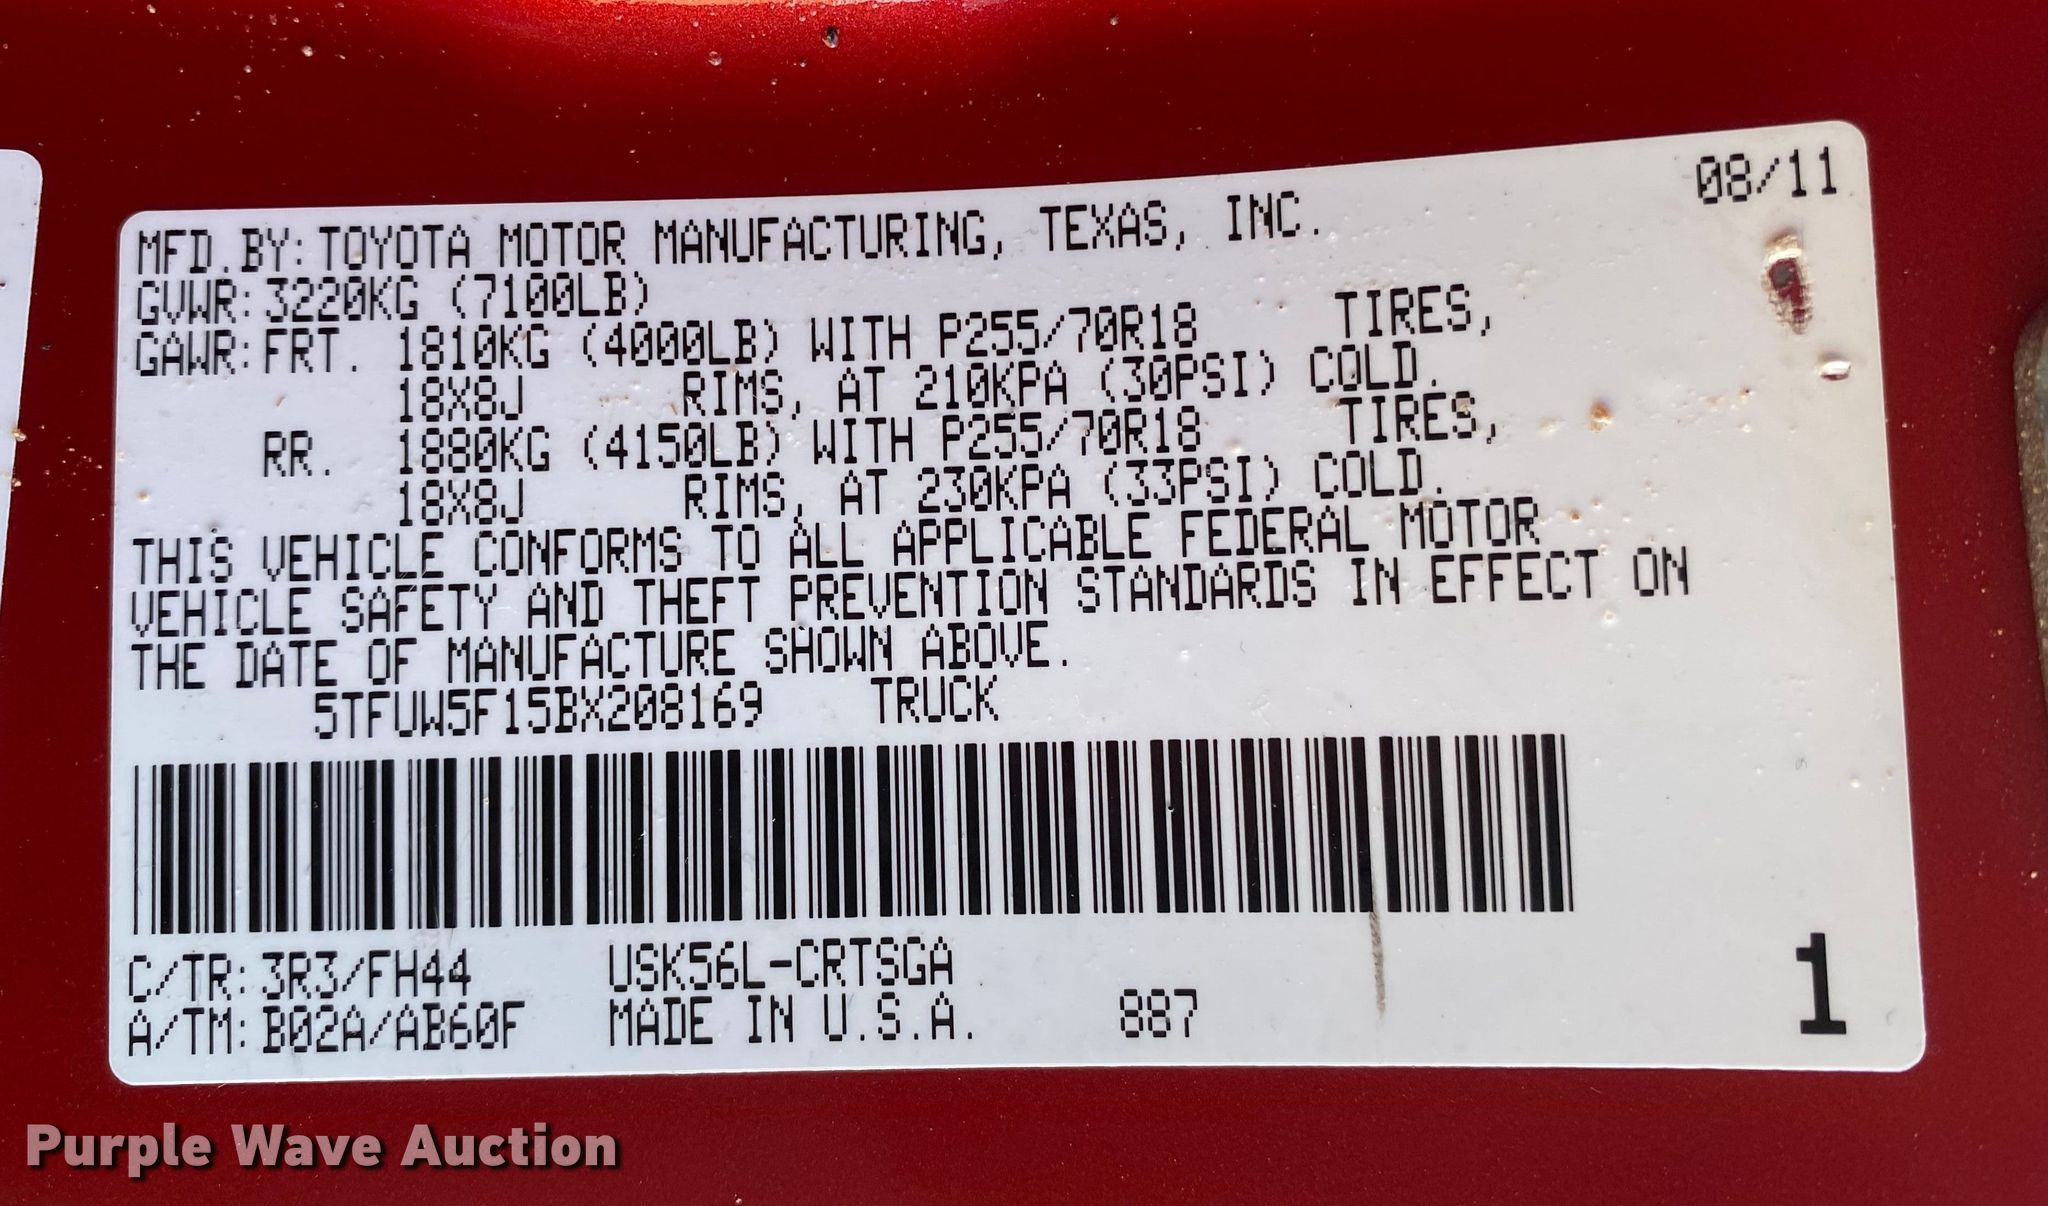 08/11
MFD.BY:TOYOTA MOTOR MANUFACTURING, TEXAS, INC.
GVWR:3220KG (7100LB)
GAWR:FRT. 1810KG (4000LB) WITH P255/70R18 TIRES,
18X8J RIMS, AT 210KPA (30PSI) COLD.
RR. 1880KG (4150LB) WITH P255/70R18 TIRES,
18X8J RIMS, AT 230KPA (33PSI) COLD.
THIS VEHICLE CONFORMS TO ALL APPLICABLE FEDERAL MOTOR
VEHICLE SAFETY AND THEFT PREVENTION STANDARDS IN EFFECT ON
THE DATE OF MANUFACTURE SHOWN ABOVE.
5TFUW5F15BX208169 TRUCK
C/TR:3R3/FH44 USK56L-CRTSGA
A/TM:B02A/AB60F MADE IN U.S.A. 887
1
Purple Wave Auction